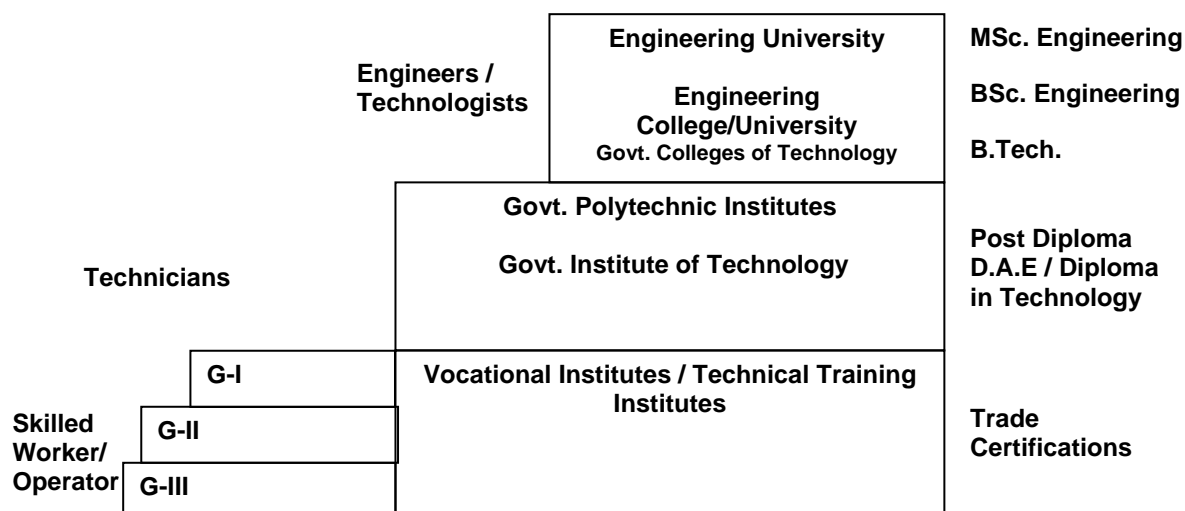 Engineering University
MSc. Engineering
Engineers /
Technologists
Engineering
College/University
BSc. Engineering
Govt. Colleges of Technology
B.Tech.
Govt. Polytechnic Institutes
Technicians
Govt. Institute of Technology
Post Diploma
D.A.E / Diploma
in Technology
G-I
Vocational Institutes / Technical Training
Institutes
Skilled
Worker/
Operator
G-II
G-III
Trade
Certifications